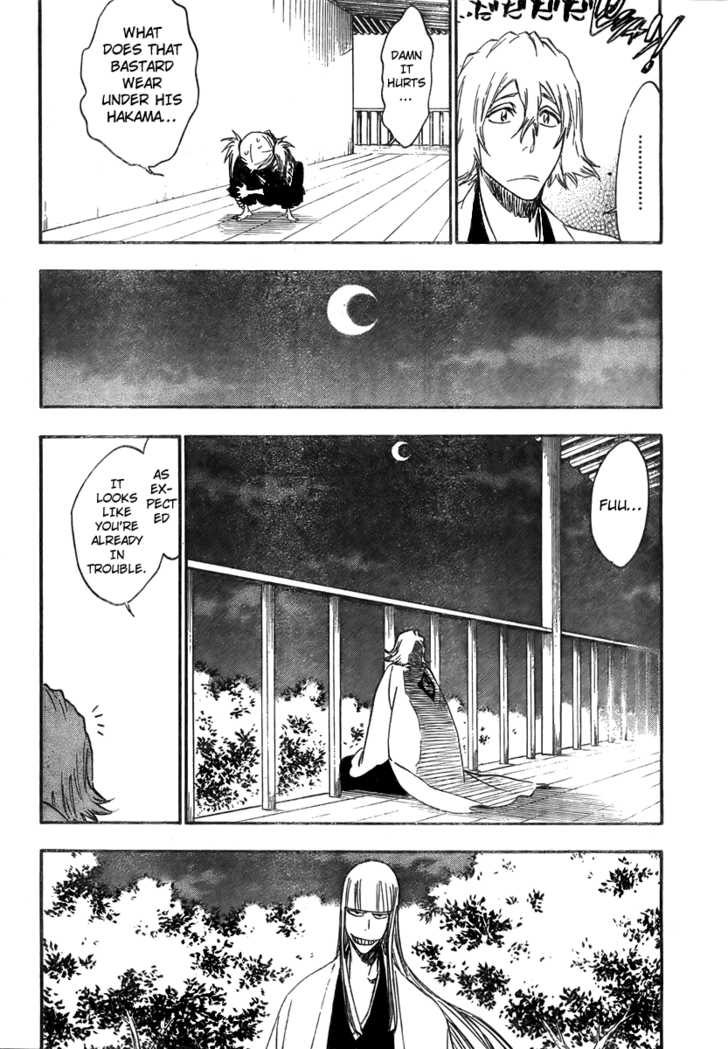 だだだだ
.........
DAMN
IT
HURTS
...
WHAT
DOES THAT
BASTARD
WEAR
UNDER HIS
HAKAMA...
FUU...
AS
EX-
PECT
ED
IT
LOOKS
LIKE
YOU'RE
ALREADY
IN
TROUBLE.